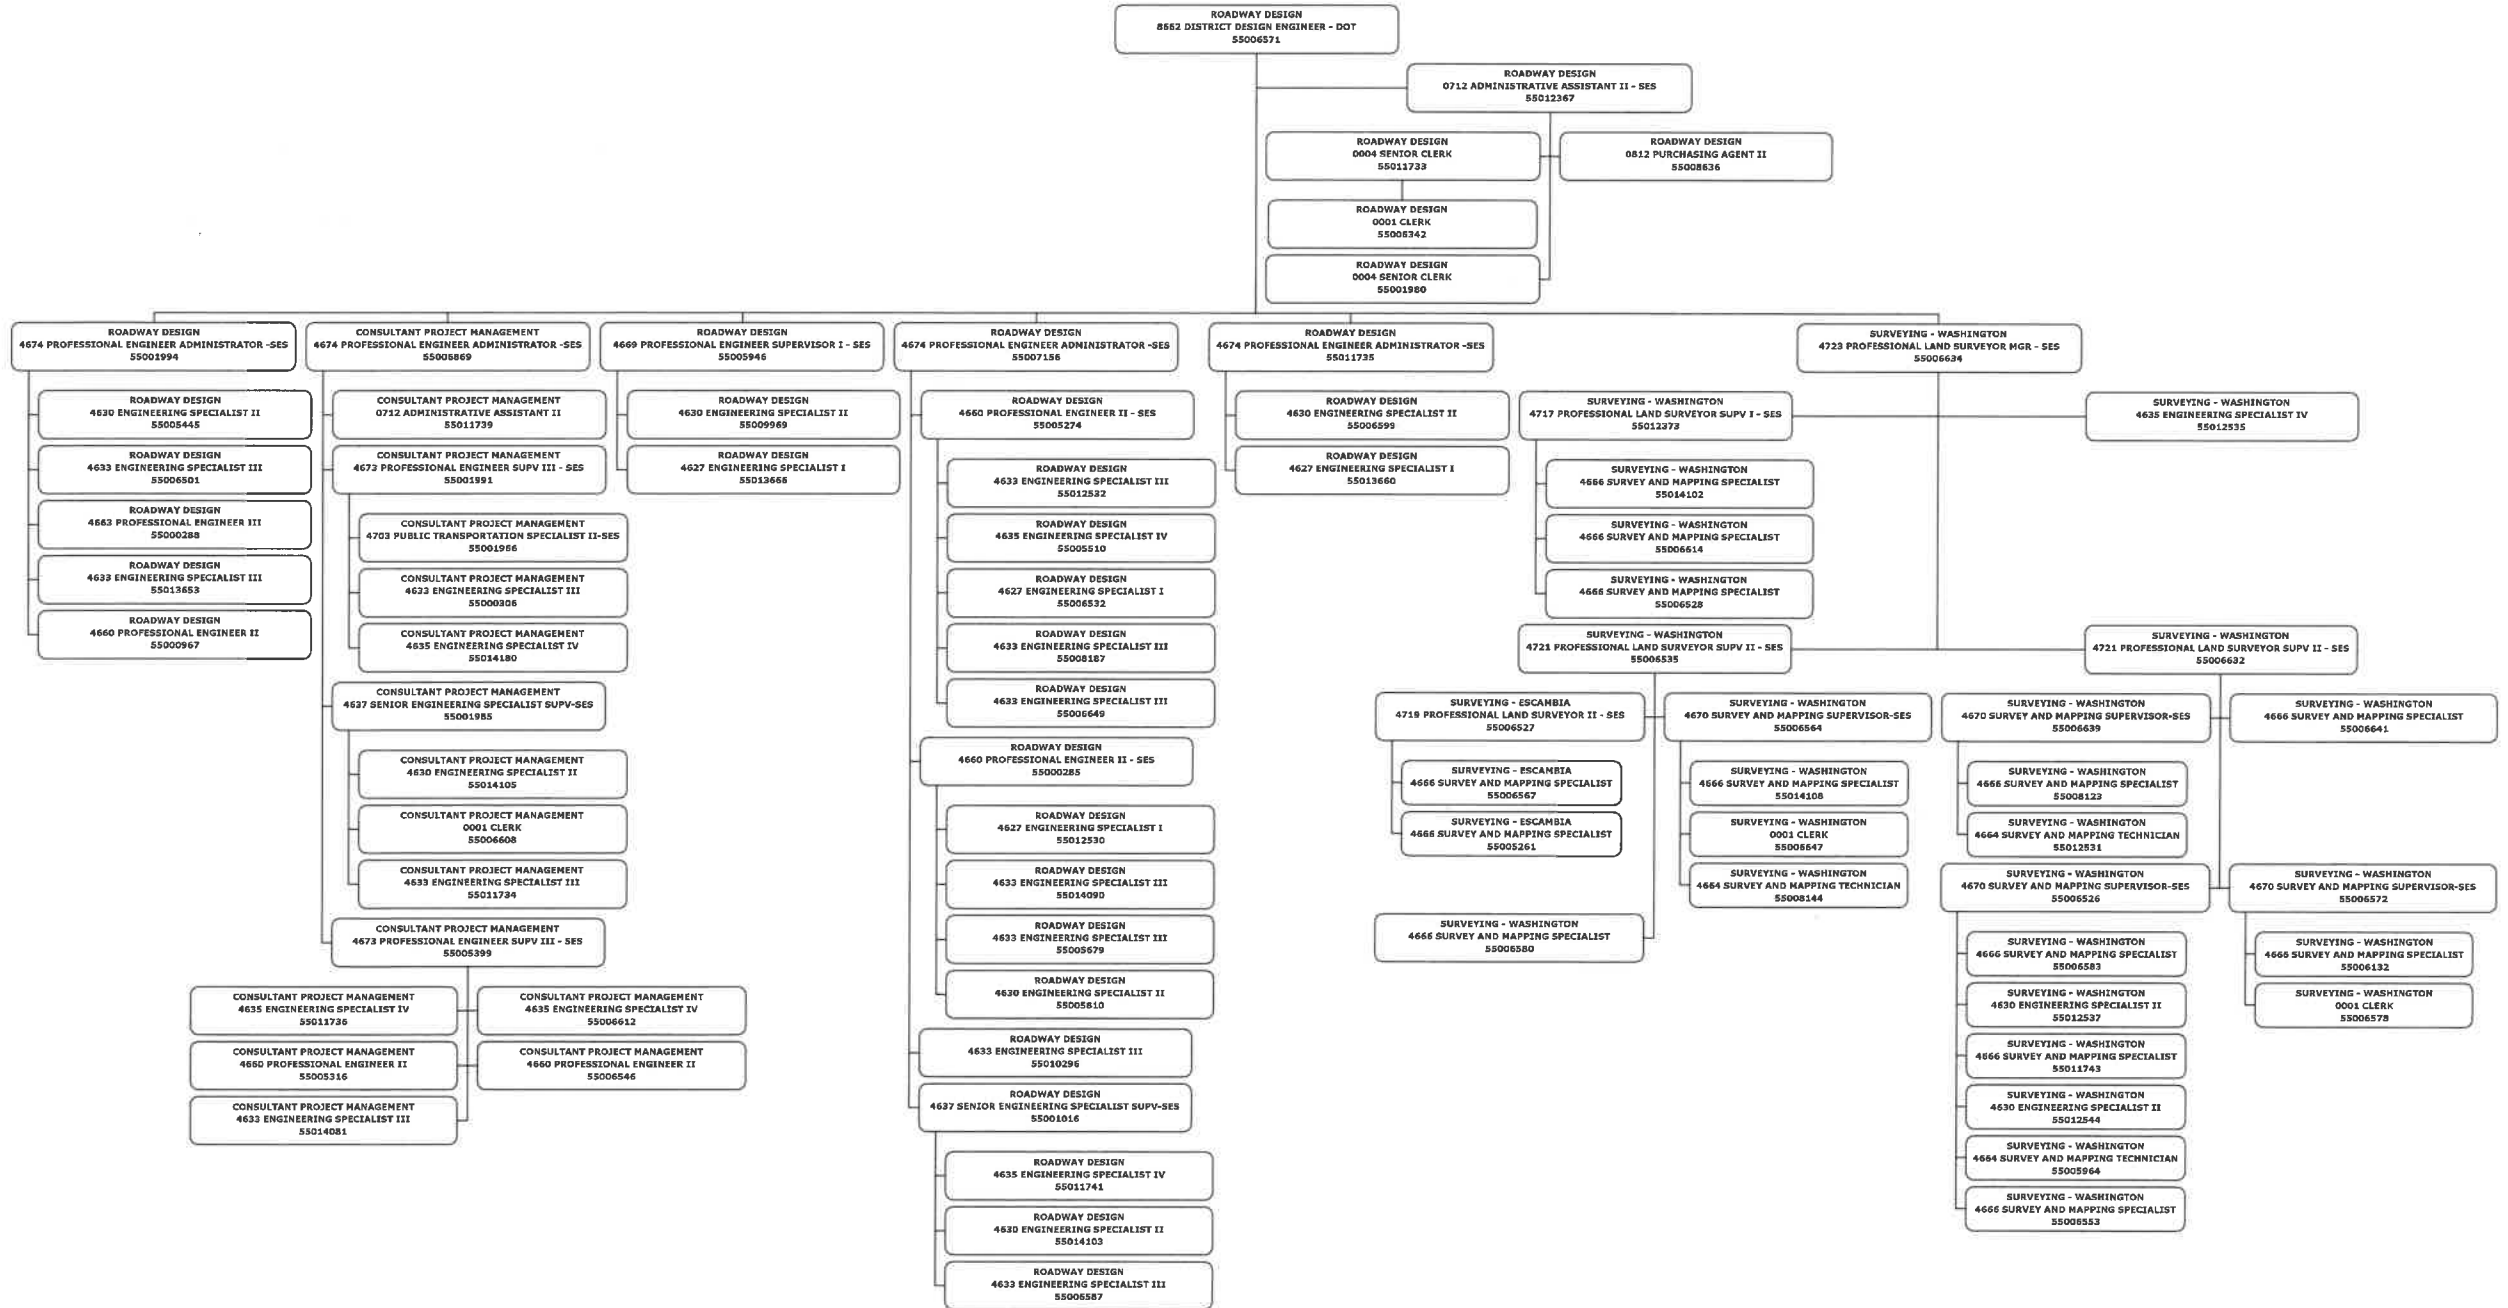 ROADWAY DESIGN
8662 DISTRICT DESIGN ENGINEER - DOT
55006571
ROADWAY DESIGN
0712 ADMINISTRATIVE ASSISTANT II - SES
55012367
ROADWAY DESIGN
0004 SENIOR CLERK
55011733
ROADWAY DESIGN
0812 PURCHASING AGENT II
55008636
ROADWAY DESIGN
0001 CLERK
55006342
ROADWAY DESIGN
0004 SENIOR CLERK
55001980
ROADWAY DESIGN
4674 PROFESSIONAL ENGINEER ADMINISTRATOR -SES
55001994
ROADWAY DESIGN
4630 ENGINEERING SPECIALIST II
55005445
ROADWAY DESIGN
4633 ENGINEERING SPECIALIST III
55006501
ROADWAY DESIGN
4663 PROFESSIONAL ENGINEER III
55000288
ROADWAY DESIGN
4633 ENGINEERING SPECIALIST III
55013653
ROADWAY DESIGN
4660 PROFESSIONAL ENGINEER II
55000967
CONSULTANT PROJECT MANAGEMENT
4674 PROFESSIONAL ENGINEER ADMINISTRATOR -SES
55006869
CONSULTANT PROJECT MANAGEMENT
0712 ADMINISTRATIVE ASSISTANT II
55011739
CONSULTANT PROJECT MANAGEMENT
4673 PROFESSIONAL ENGINEER SUPV III - SES
55001991
CONSULTANT PROJECT MANAGEMENT
4703 PUBLIC TRANSPORTATION SPECIALIST II-SES
55001966
CONSULTANT PROJECT MANAGEMENT
4633 ENGINEERING SPECIALIST III
55000306
CONSULTANT PROJECT MANAGEMENT
4635 ENGINEERING SPECIALIST IV
55014180
CONSULTANT PROJECT MANAGEMENT
4637 SENIOR ENGINEERING SPECIALIST SUPV-SES
55001985
CONSULTANT PROJECT MANAGEMENT
4630 ENGINEERING SPECIALIST II
55014105
CONSULTANT PROJECT MANAGEMENT
0001 CLERK
55006608
CONSULTANT PROJECT MANAGEMENT
4633 ENGINEERING SPECIALIST III
55011734
CONSULTANT PROJECT MANAGEMENT
4673 PROFESSIONAL ENGINEER SUPV III - SES
55005399
CONSULTANT PROJECT MANAGEMENT
4635 ENGINEERING SPECIALIST IV
55011736
CONSULTANT PROJECT MANAGEMENT
4635 ENGINEERING SPECIALIST IV
55006612
CONSULTANT PROJECT MANAGEMENT
4660 PROFESSIONAL ENGINEER II
55005316
CONSULTANT PROJECT MANAGEMENT
4660 PROFESSIONAL ENGINEER II
55006546
CONSULTANT PROJECT MANAGEMENT
4633 ENGINEERING SPECIALIST III
55014081
ROADWAY DESIGN
4669 PROFESSIONAL ENGINEER SUPERVISOR I - SES
55005946
ROADWAY DESIGN
4630 ENGINEERING SPECIALIST II
55009969
ROADWAY DESIGN
4627 ENGINEERING SPECIALIST I
55013666
ROADWAY DESIGN
4674 PROFESSIONAL ENGINEER ADMINISTRATOR -SES
55007156
ROADWAY DESIGN
4660 PROFESSIONAL ENGINEER II - SES
55005274
ROADWAY DESIGN
4633 ENGINEERING SPECIALIST III
55012532
ROADWAY DESIGN
4635 ENGINEERING SPECIALIST IV
55005510
ROADWAY DESIGN
4627 ENGINEERING SPECIALIST I
55006532
ROADWAY DESIGN
4633 ENGINEERING SPECIALIST III
55008187
ROADWAY DESIGN
4633 ENGINEERING SPECIALIST III
55006649
ROADWAY DESIGN
4660 PROFESSIONAL ENGINEER II - SES
55000285
ROADWAY DESIGN
4627 ENGINEERING SPECIALIST I
55012530
ROADWAY DESIGN
4633 ENGINEERING SPECIALIST III
55014090
ROADWAY DESIGN
4633 ENGINEERING SPECIALIST III
55005679
ROADWAY DESIGN
4630 ENGINEERING SPECIALIST II
55005810
ROADWAY DESIGN
4633 ENGINEERING SPECIALIST III
55010296
ROADWAY DESIGN
4637 SENIOR ENGINEERING SPECIALIST SUPV-SES
55001016
ROADWAY DESIGN
4635 ENGINEERING SPECIALIST IV
55011741
ROADWAY DESIGN
4630 ENGINEERING SPECIALIST II
55014103
ROADWAY DESIGN
4633 ENGINEERING SPECIALIST III
55006587
ROADWAY DESIGN
4674 PROFESSIONAL ENGINEER ADMINISTRATOR -SES
55011735
ROADWAY DESIGN
4630 ENGINEERING SPECIALIST II
55006599
ROADWAY DESIGN
4627 ENGINEERING SPECIALIST I
55013660
SURVEYING - WASHINGTON
4723 PROFESSIONAL LAND SURVEYOR MGR - SES
55006634
SURVEYING - WASHINGTON
4717 PROFESSIONAL LAND SURVEYOR SUPV I - SES
55012373
SURVEYING - WASHINGTON
4635 ENGINEERING SPECIALIST IV
55012535
SURVEYING - WASHINGTON
4666 SURVEY AND MAPPING SPECIALIST
55014102
SURVEYING - WASHINGTON
4666 SURVEY AND MAPPING SPECIALIST
55006614
SURVEYING - WASHINGTON
4666 SURVEY AND MAPPING SPECIALIST
55006528
SURVEYING - WASHINGTON
4721 PROFESSIONAL LAND SURVEYOR SUPV II - SES
55006535
SURVEYING - WASHINGTON
4721 PROFESSIONAL LAND SURVEYOR SUPV II - SES
55006632
SURVEYING - ESCAMBIA
4719 PROFESSIONAL LAND SURVEYOR II - SES
55006527
SURVEYING - ESCAMBIA
4666 SURVEY AND MAPPING SPECIALIST
55006567
SURVEYING - ESCAMBIA
4666 SURVEY AND MAPPING SPECIALIST
55005261
SURVEYING - WASHINGTON
4670 SURVEY AND MAPPING SUPERVISOR-SES
55006564
SURVEYING - WASHINGTON
4666 SURVEY AND MAPPING SPECIALIST
55014108
SURVEYING - WASHINGTON
0001 CLERK
55006647
SURVEYING - WASHINGTON
4664 SURVEY AND MAPPING TECHNICIAN
55008144
SURVEYING - WASHINGTON
4666 SURVEY AND MAPPING SPECIALIST
55006580
SURVEYING - WASHINGTON
4670 SURVEY AND MAPPING SUPERVISOR-SES
55006639
SURVEYING - WASHINGTON
4666 SURVEY AND MAPPING SPECIALIST
55006641
SURVEYING - WASHINGTON
4666 SURVEY AND MAPPING SPECIALIST
55008123
SURVEYING - WASHINGTON
4664 SURVEY AND MAPPING TECHNICIAN
55012531
SURVEYING - WASHINGTON
4670 SURVEY AND MAPPING SUPERVISOR-SES
55006526
SURVEYING - WASHINGTON
4670 SURVEY AND MAPPING SUPERVISOR-SES
55006572
SURVEYING - WASHINGTON
4666 SURVEY AND MAPPING SPECIALIST
55006583
SURVEYING - WASHINGTON
4630 ENGINEERING SPECIALIST II
55012537
SURVEYING - WASHINGTON
4666 SURVEY AND MAPPING SPECIALIST
55011743
SURVEYING - WASHINGTON
4630 ENGINEERING SPECIALIST II
55012544
SURVEYING - WASHINGTON
4664 SURVEY AND MAPPING TECHNICIAN
55005964
SURVEYING - WASHINGTON
4666 SURVEY AND MAPPING SPECIALIST
55006553
SURVEYING - WASHINGTON
4666 SURVEY AND MAPPING SPECIALIST
55006132
SURVEYING - WASHINGTON
0001 CLERK
55006578